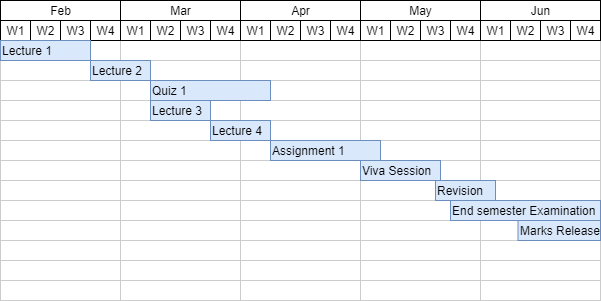 Feb Mar Apr May Jun
W1 W2 W3 W4 W1 W2 W3 W4 W1 W2 W3 W4 W1 W2 W3 W4 W1 W2 W3 W4
Lecture 1
Lecture 2
Quiz 1
Lecture 3
Lecture 4
Assignment 1
Viva Session
Revision
End semester Examination
Marks Release